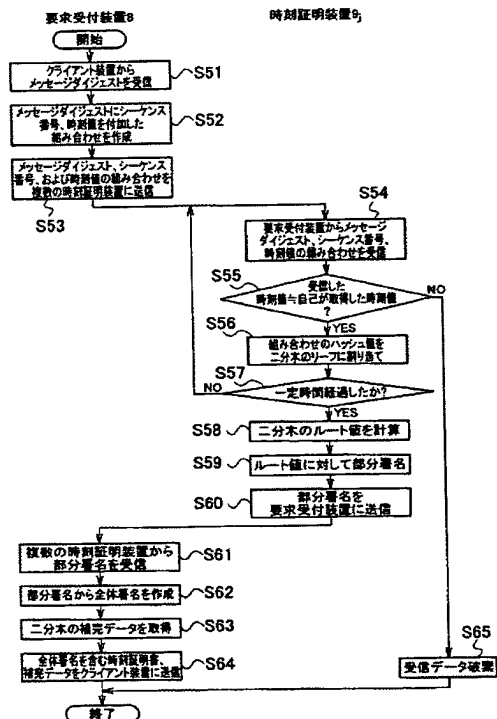 要求受付装置8
時刻証明装置9j
開始
クライアント装置から
メッセージダイジェストを受信
S51
メッセージダイジェストにシーケンス
番号、時刻値を付加した
組み合わせを作成
S52
メッセージダイジェスト、シーケンス
番号、および時刻値の組み合わせを
複数の時刻証明装置に送信
S53
S54
要求受付装置からメッセージ
ダイジェスト、シーケンス番号、
時刻値の組み合わせを受信
S55
受信した
時刻値≒自己が取得した時刻値
?
NO
YES
S56
組み合わせのハッシュ値を
二分木のリーフに割り当て
S57
NO
一定時間経過したか?
YES
S58
二分木のルート値を計算
S59
ルート値に対して部分署名
S60
部分署名を
要求受付装置に送信
複数の時刻証明装置から
部分署名を受信
S61
部分署名から全体署名を作成
S62
二分木の補完データを取得
S63
全体署名を含む時刻証明書、
補完データをクライアント装置に送信
S64
S65
受信データ破棄
終了